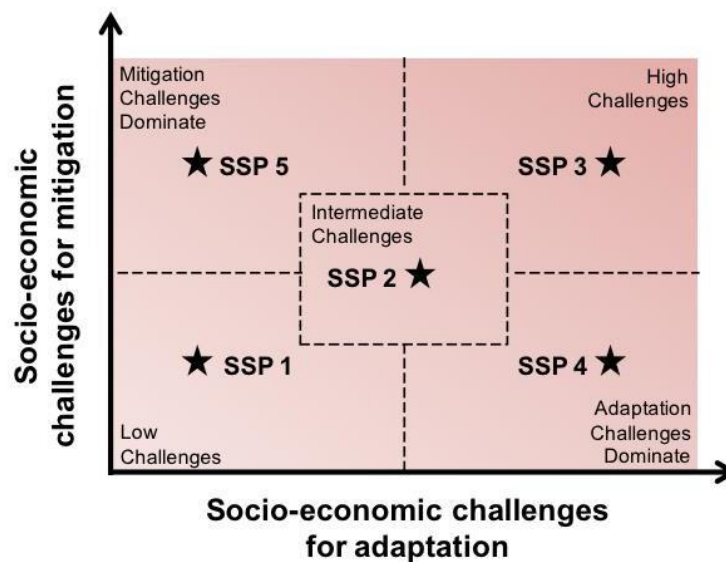 Socio-economic
challenges for mitigation
Mitigation
Challenges
Dominate
High
Challenges
SSP 5
SSP 3
Intermediate
Challenges
SSP 2
SSP 1
SSP 4
Low
Challenges
Adaptation
Challenges
Dominate
Socio-economic challenges
for adaptation